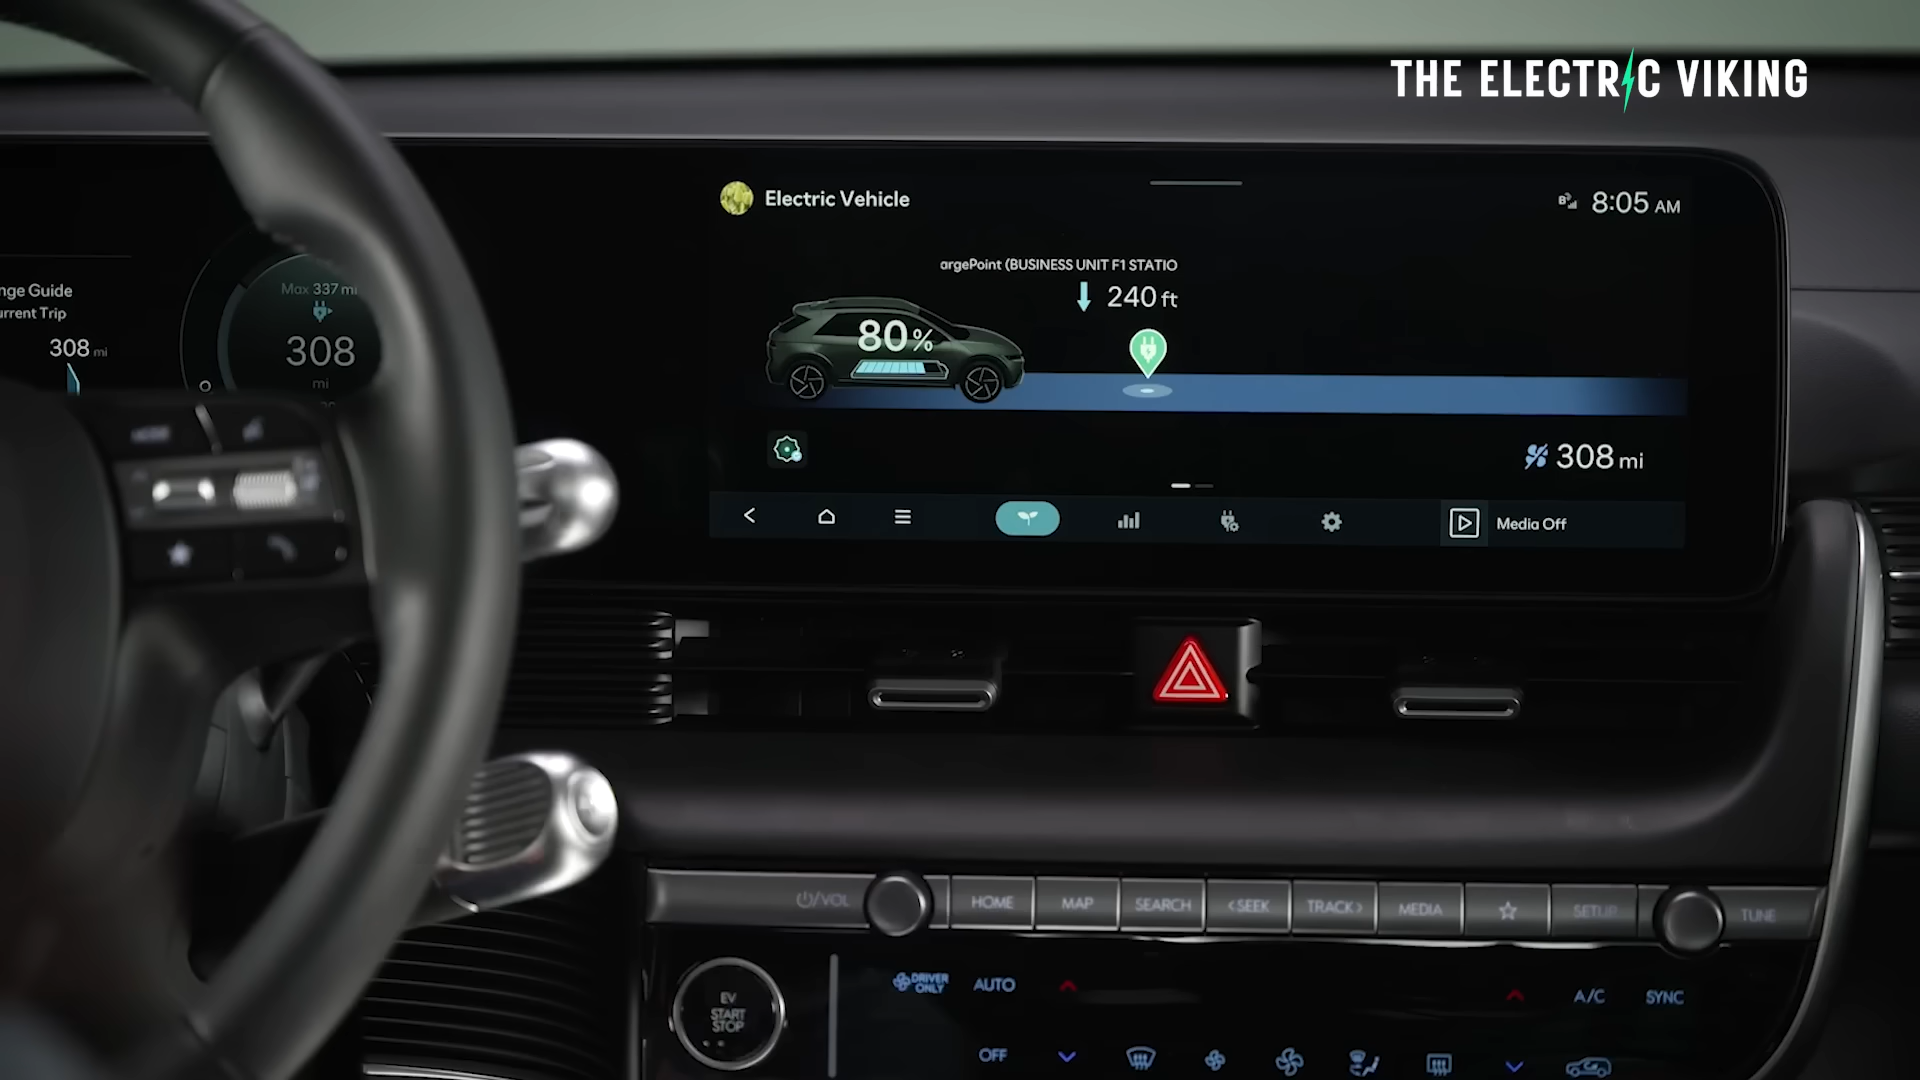 THE ELECTRIC VIKING
Electric Vehicle
8:05 AM
argePoint (BUSINESS UNIT F1 STATIO
240 ft
80%
308 mi
Media Off
nge Guide
urrent Trip
308 mi
Max 337 mi
308
mi
MODE
/VOL
HOME
MAP
SEARCH
<SEEK
TRACK>
MEDIA
SETUP
TUNE
EV
START
STOP
DRIVER
ONLY
AUTO
A/C
SYNC
OFF